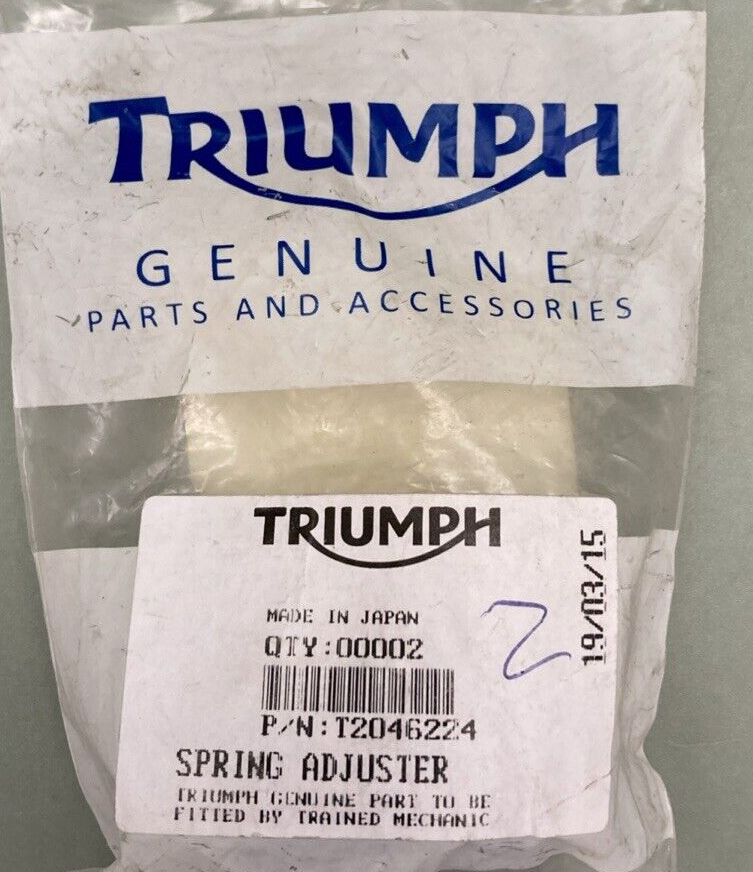 TRIUMPH
GENUINE
PARTS AND ACCESSORIES
TRIUMPH
MADE IN JAPAN
QTY:00002
2
19/03/15
P/N:T2046224
SPRING ADJUSTER
TRIUMPH GENUINE PART TO BE
FITTED BY TRAINED MECHANIC